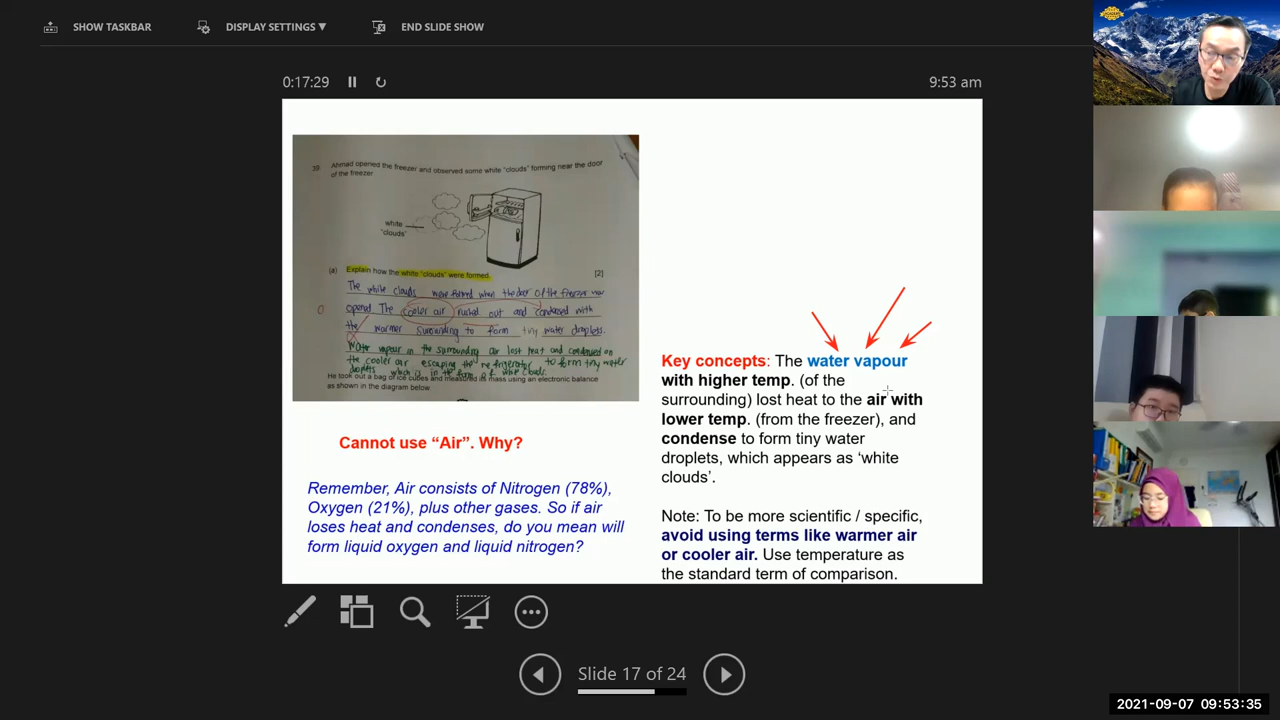 SHOW TASKBAR
DISPLAY SETTINGS ▼
END SLIDE SHOW
0:17:29
9:53 am
39 Ahmad opened the freezer and observed some white "clouds" forming near the door
of the freezer
white
"clouds"
(a) Explain how the white "clouds" were formed. [2]
The white clouds were formed when the door of the freezer was
opened. The cooler air rushed out and condensed with
the warmer surrounding to form tiny water droplets.
Water vapour in the surrounding air lost heat and condensed on
the cooler air escaping the refrigerator to form tiny water
droplets which is in the form of white clouds.
He took out a bag of ice cubes and measured its mass using an electronic balance
as shown in the diagram below.
Cannot use “Air”. Why?
Remember, Air consists of Nitrogen (78%),
Oxygen (21%), plus other gases. So if air
loses heat and condenses, do you mean will
form liquid oxygen and liquid nitrogen?
Key concepts: The water vapour
with higher temp. (of the
surrounding) lost heat to the air with
lower temp. (from the freezer), and
condense to form tiny water
droplets, which appears as ‘white
clouds’.
Note: To be more scientific / specific,
avoid using terms like warmer air
or cooler air. Use temperature as
the standard term of comparison.
Slide 17 of 24
2021-09-07 09:53:35